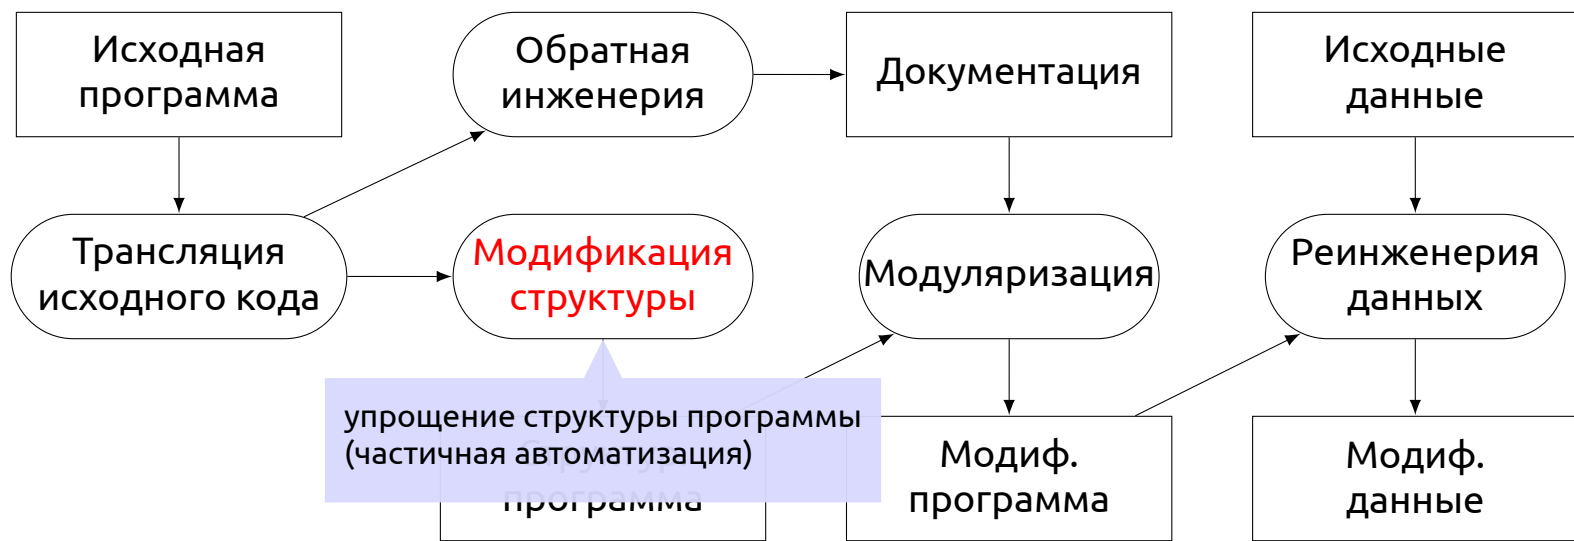 Исходная
программа
Обратная
инженерия
Документация
Исходные
данные
Трансляция
исходного кода
Модификация
структуры
Модуляризация
Реинженерия
данных
упрощение структуры программы
(частичная автоматизация)
программа
Модиф.
программа
Модиф.
данные